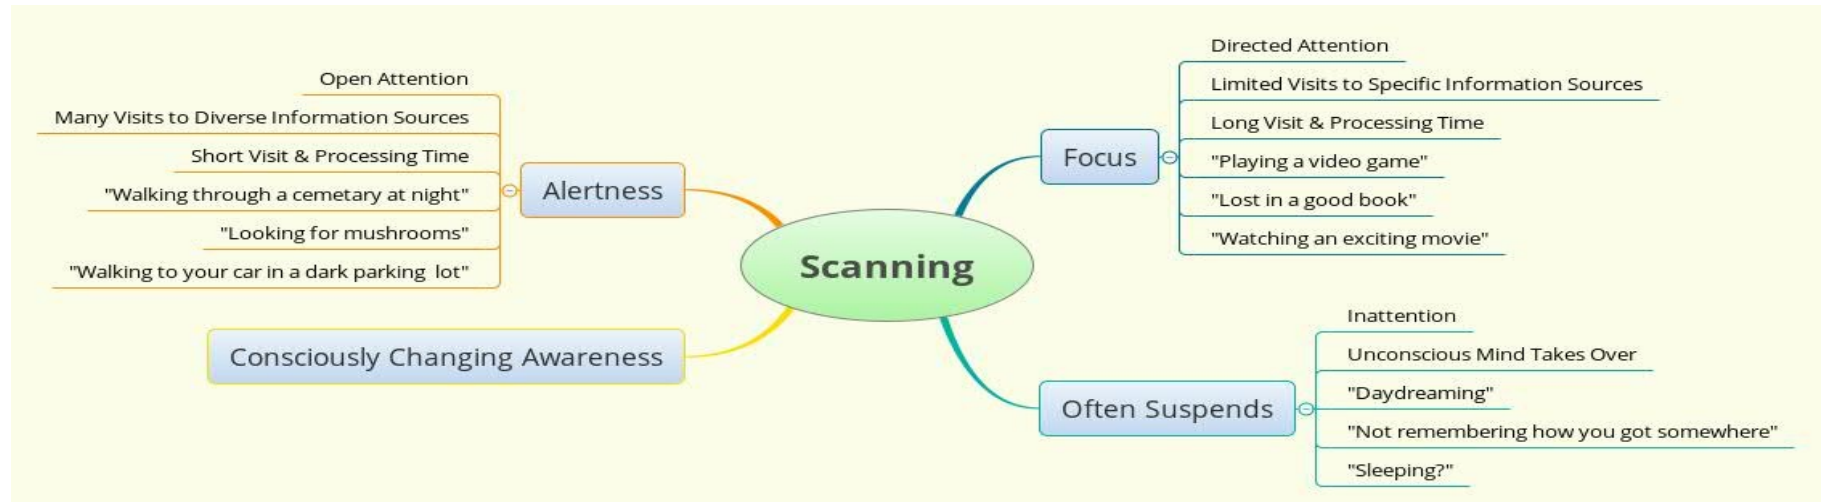 Scanning
Focus
Directed Attention
Limited Visits to Specific Information Sources
Long Visit & Processing Time
"Playing a video game"
"Lost in a good book"
"Watching an exciting movie"
Often Suspends
Inattention
Unconscious Mind Takes Over
"Daydreaming"
"Not remembering how you got somewhere"
"Sleeping?"
Consciously Changing Awareness
Alertness
Open Attention
Many Visits to Diverse Information Sources
Short Visit & Processing Time
"Walking through a cemetary at night"
"Looking for mushrooms"
"Walking to your car in a dark parking  lot"